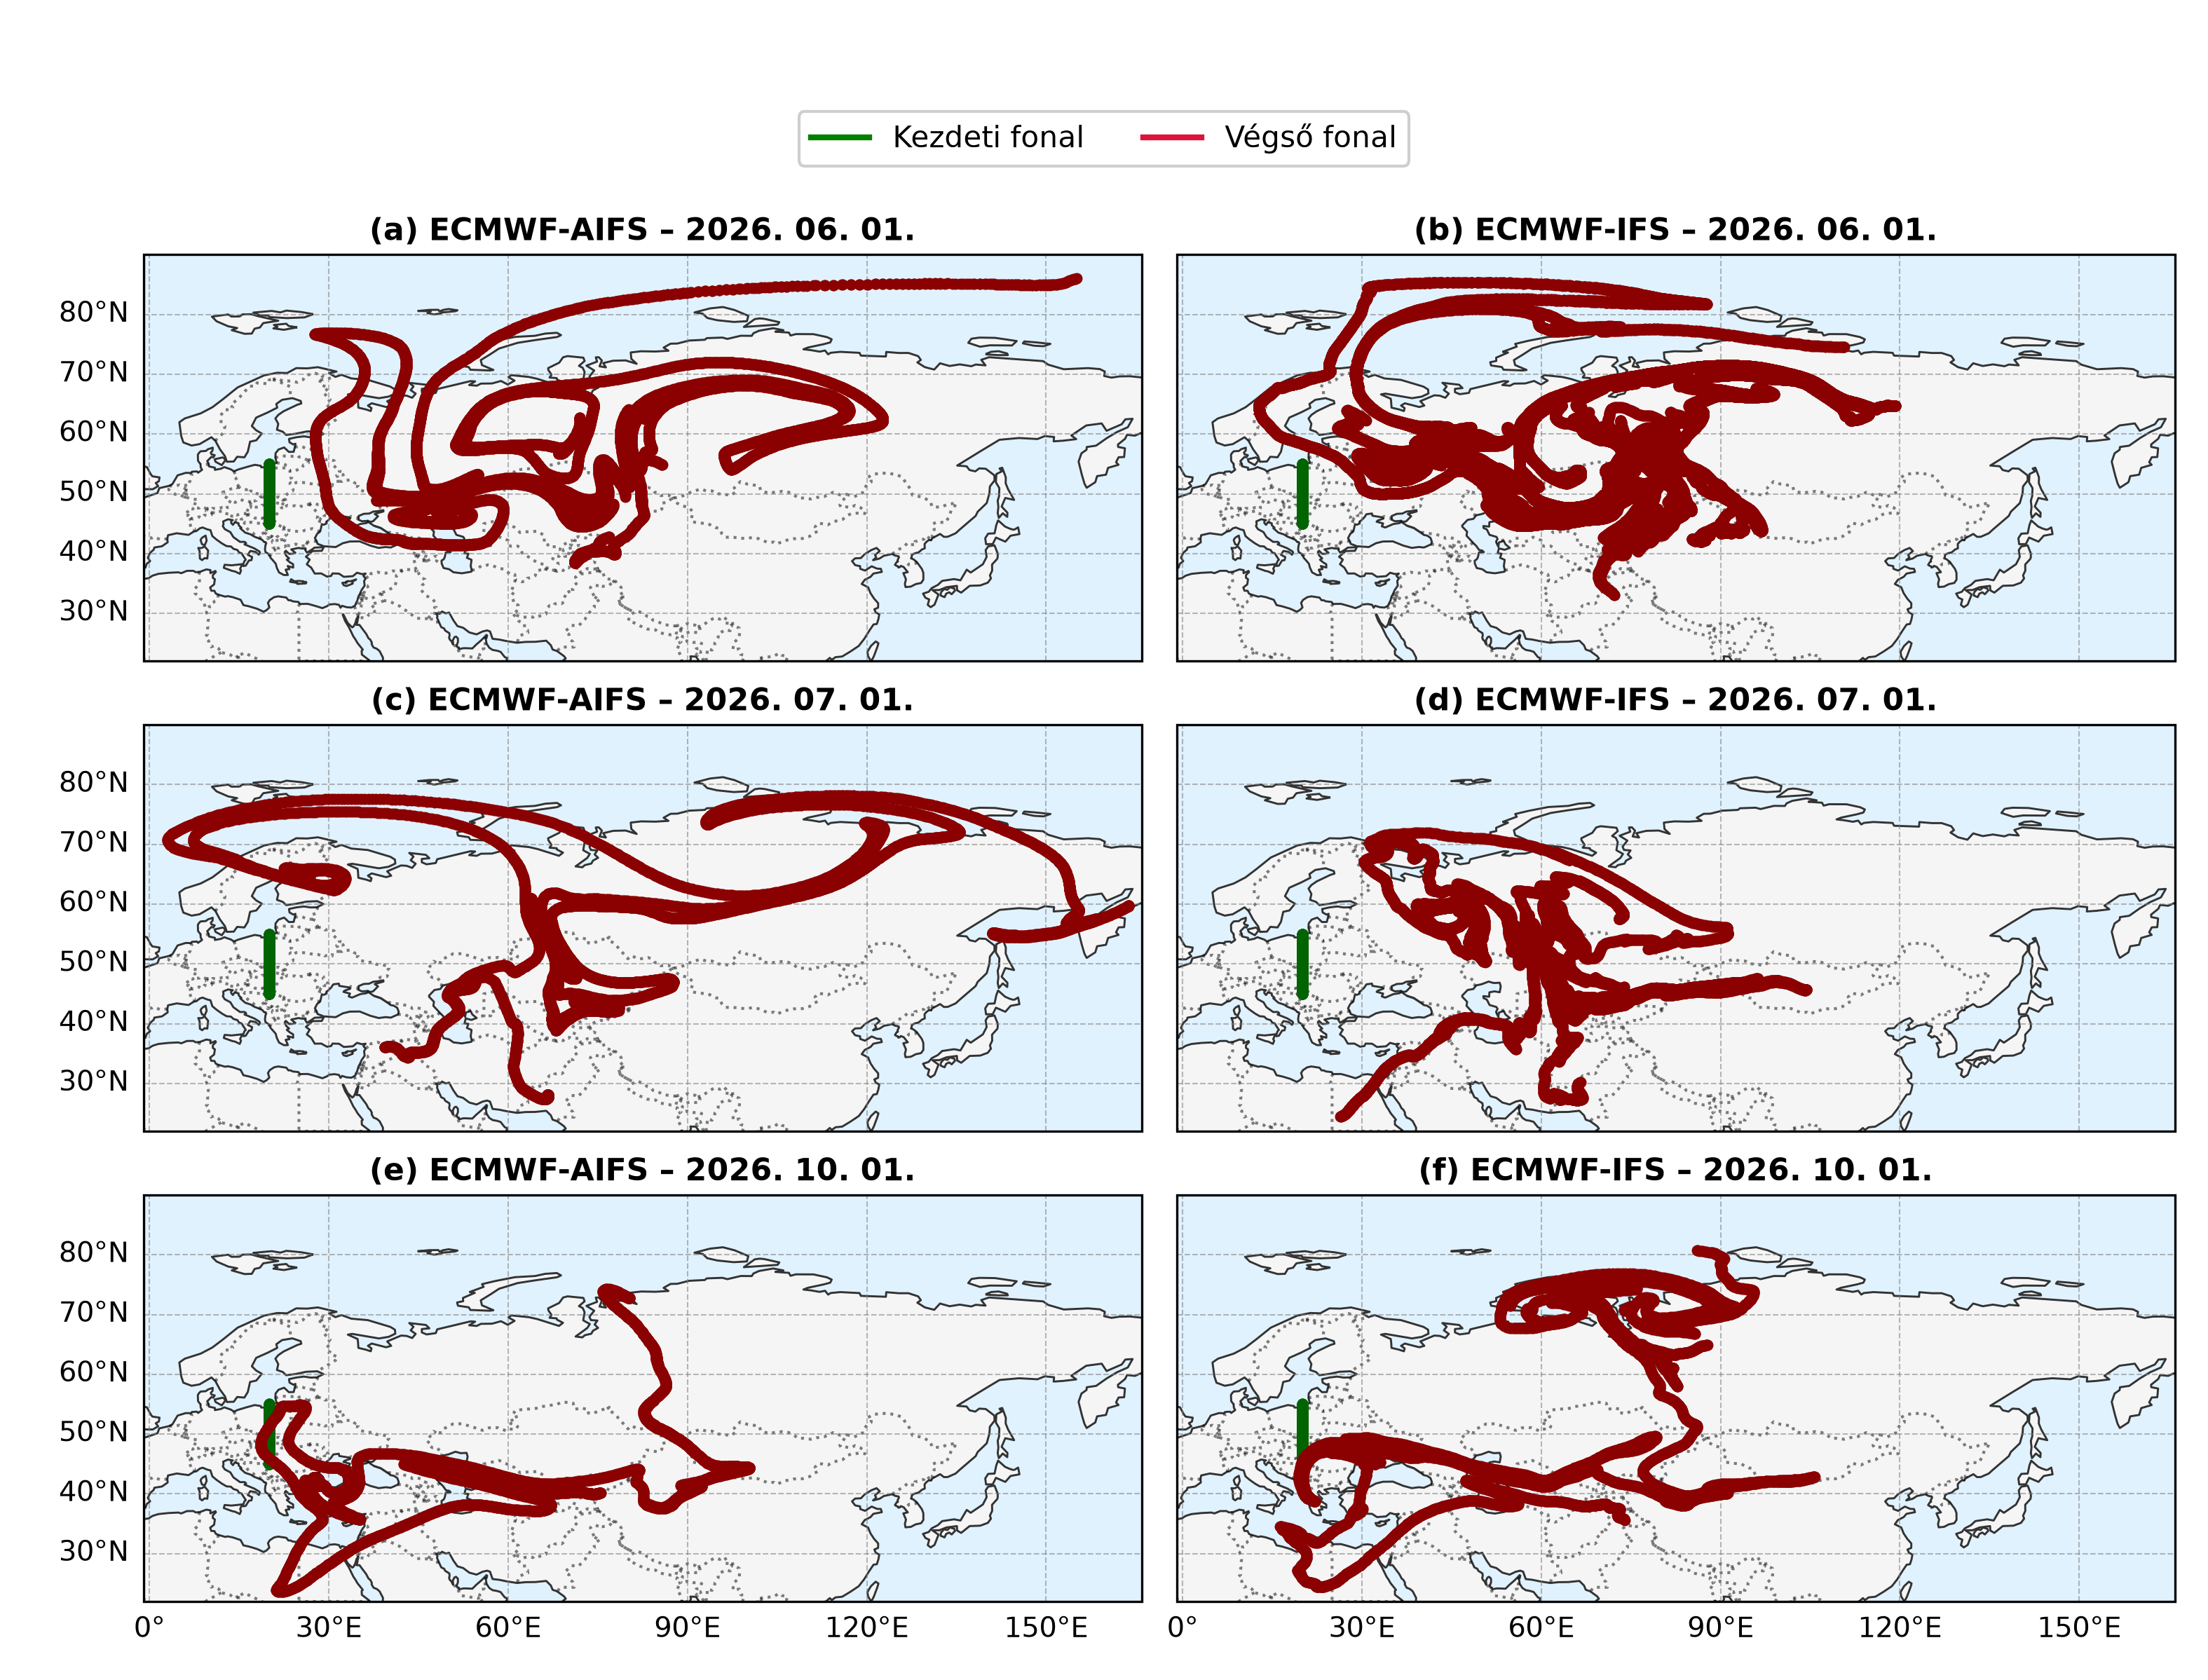 Kezdeti fonal Végső fonal
(a) ECMWF-AIFS – 2026. 06. 01.
(b) ECMWF-IFS – 2026. 06. 01.
80°N
70°N
60°N
50°N
40°N
30°N
(c) ECMWF-AIFS – 2026. 07. 01.
(d) ECMWF-IFS – 2026. 07. 01.
80°N
70°N
60°N
50°N
40°N
30°N
(e) ECMWF-AIFS – 2026. 10. 01.
(f) ECMWF-IFS – 2026. 10. 01.
80°N
70°N
60°N
50°N
40°N
30°N
0° 30°E 60°E 90°E 120°E 150°E
0° 30°E 60°E 90°E 120°E 150°E